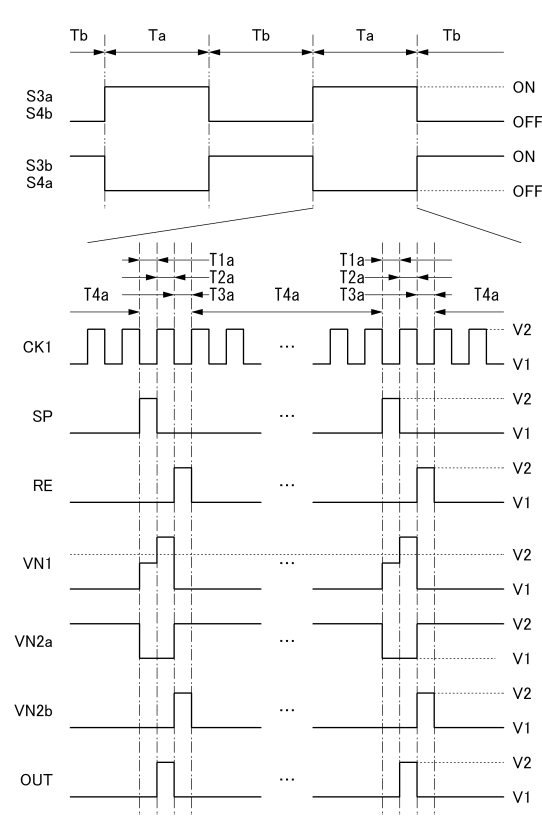 Tb Ta Tb Ta Tb
S3a ON
S4b OFF
S3b ON
S4a OFF
T1a T1a
T2a T2a
T4a T3a T4a T3a T4a
CK1 ... V2
V1
SP ... V2
V1
RE ... V2
V1
VN1 ... V2
V1
VN2a ... V2
V1
VN2b ... V2
V1
OUT ... V2
V1